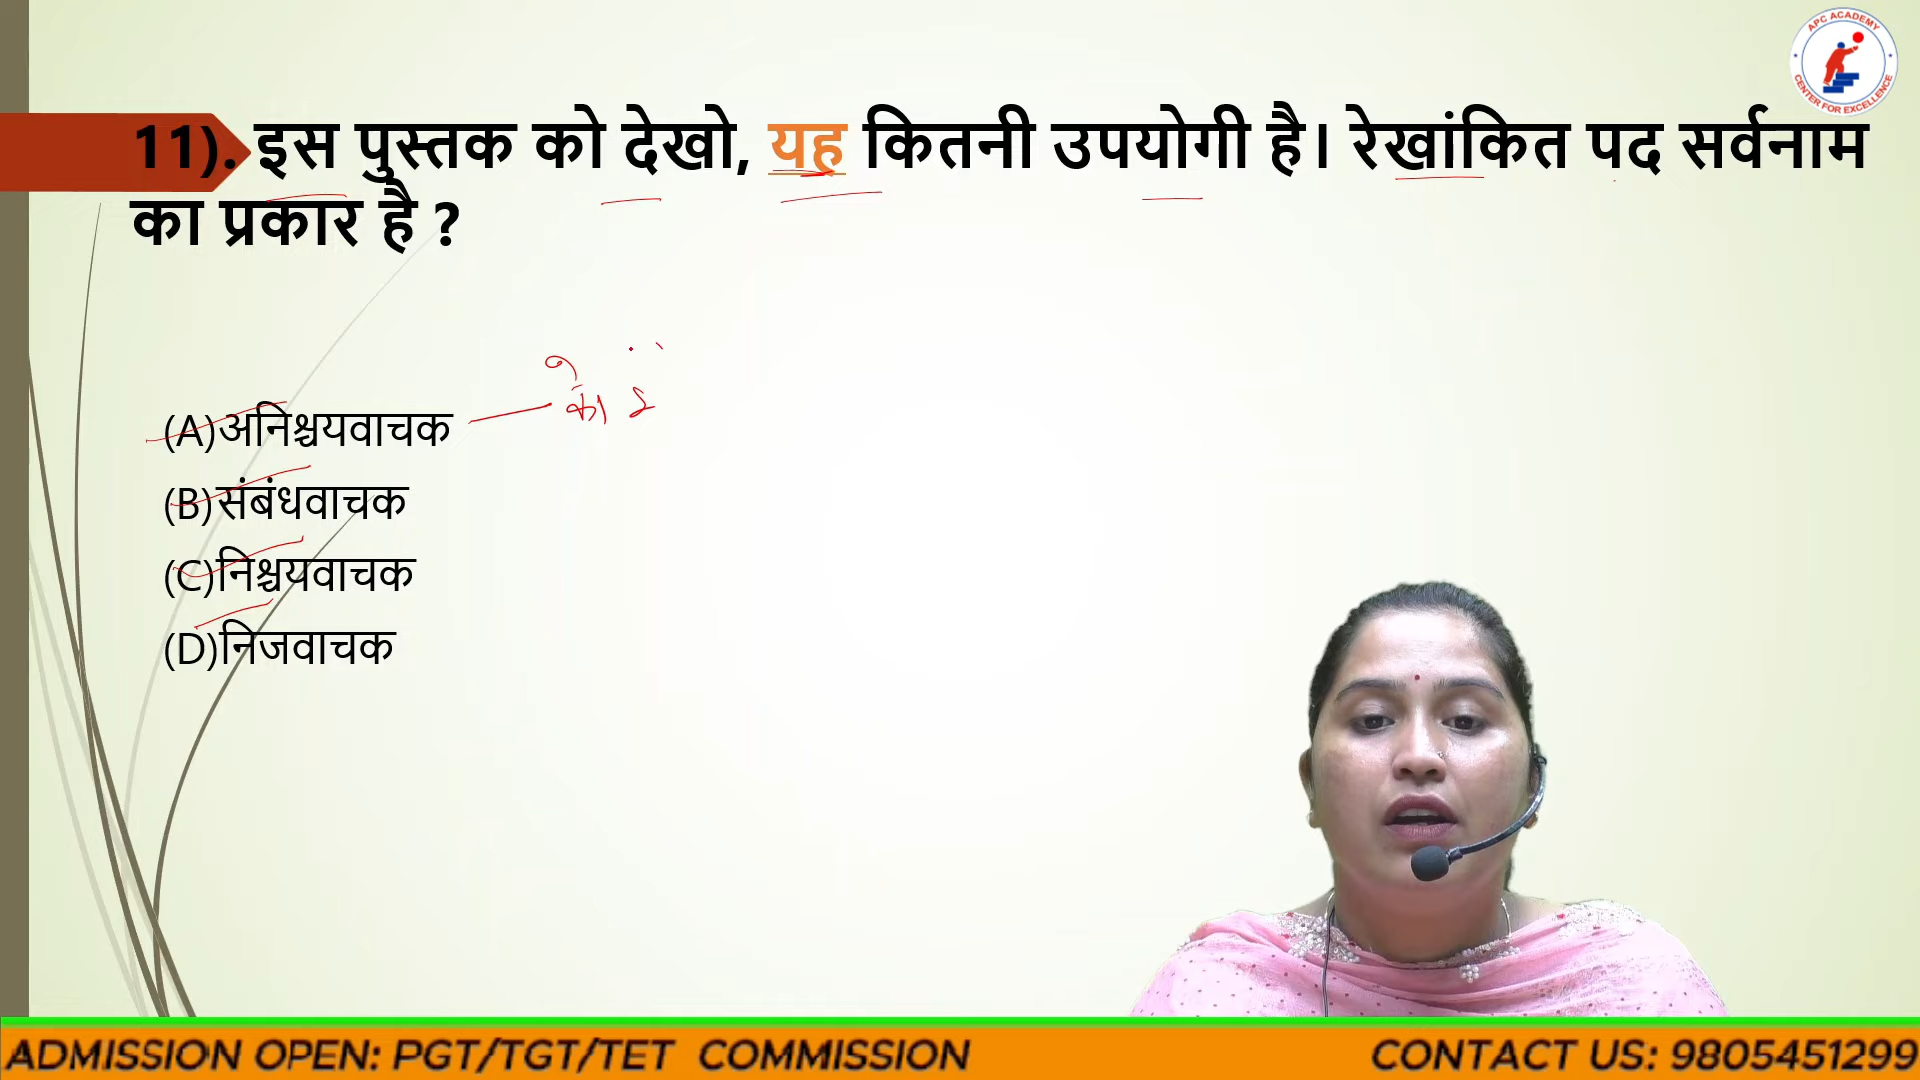 APC ACADEMY
CENTER FOR EXCELLENCE
11). इस पुस्तक को देखो, यह कितनी उपयोगी है। रेखांकित पद सर्वनाम
का प्रकार है ?
(A)अनिश्चयवाचक
(B)संबंधवाचक
(C)निश्चयवाचक
(D)निजवाचक
ADMISSION OPEN: PGT/TGT/TET COMMISSION
CONTACT US: 9805451299